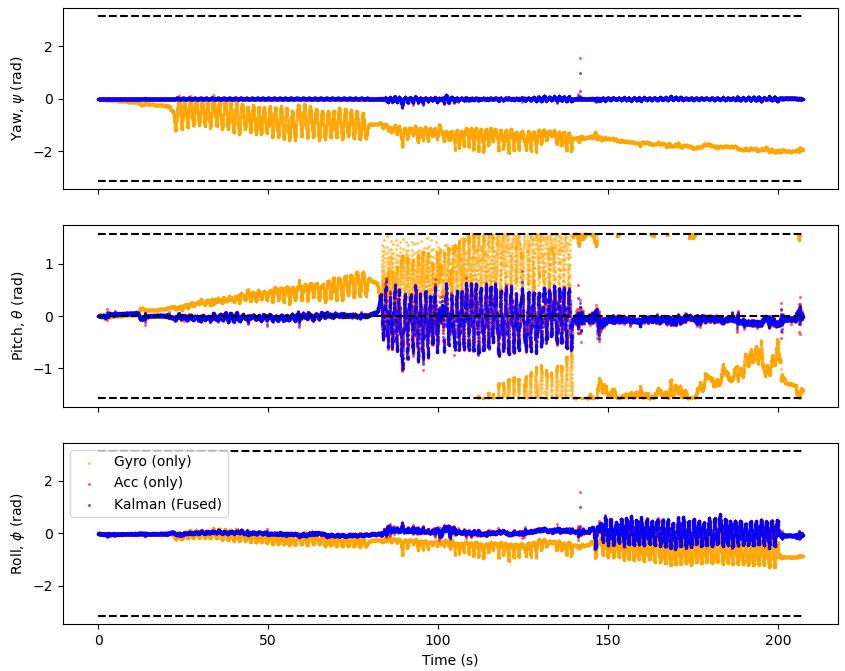 Yaw, ψ (rad)
2
0
−2
Pitch, θ (rad)
1
0
−1
Roll, ϕ (rad)
2
0
−2
Gyro (only)
Acc (only)
Kalman (Fused)
0 50 100 150 200
Time (s)